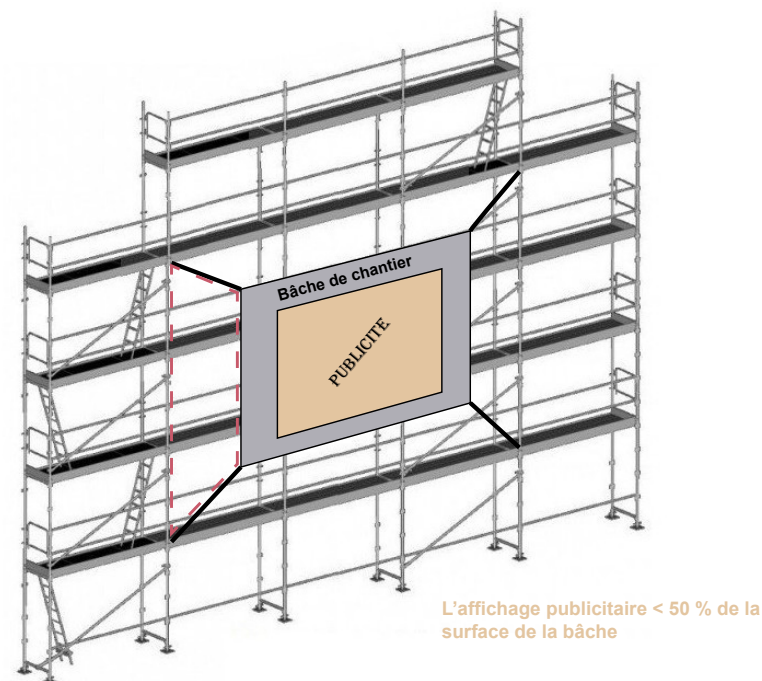 Bâche de chantier
PUBLICITE
L'affichage publicitaire < 50 % de la
surface de la bâche